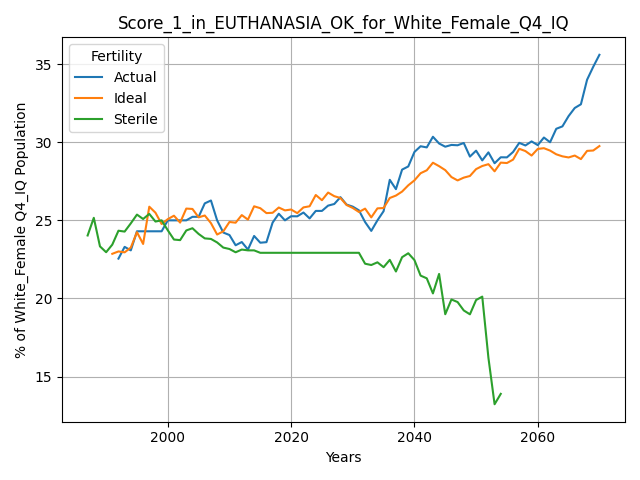 Score_1_in_EUTHANASIA_OK_for_White_Female_Q4_IQ
Fertility
Actual
Ideal
Sterile
% of White_Female Q4_IQ Population
35
30
25
20
15
2000
2020
2040
2060
Years